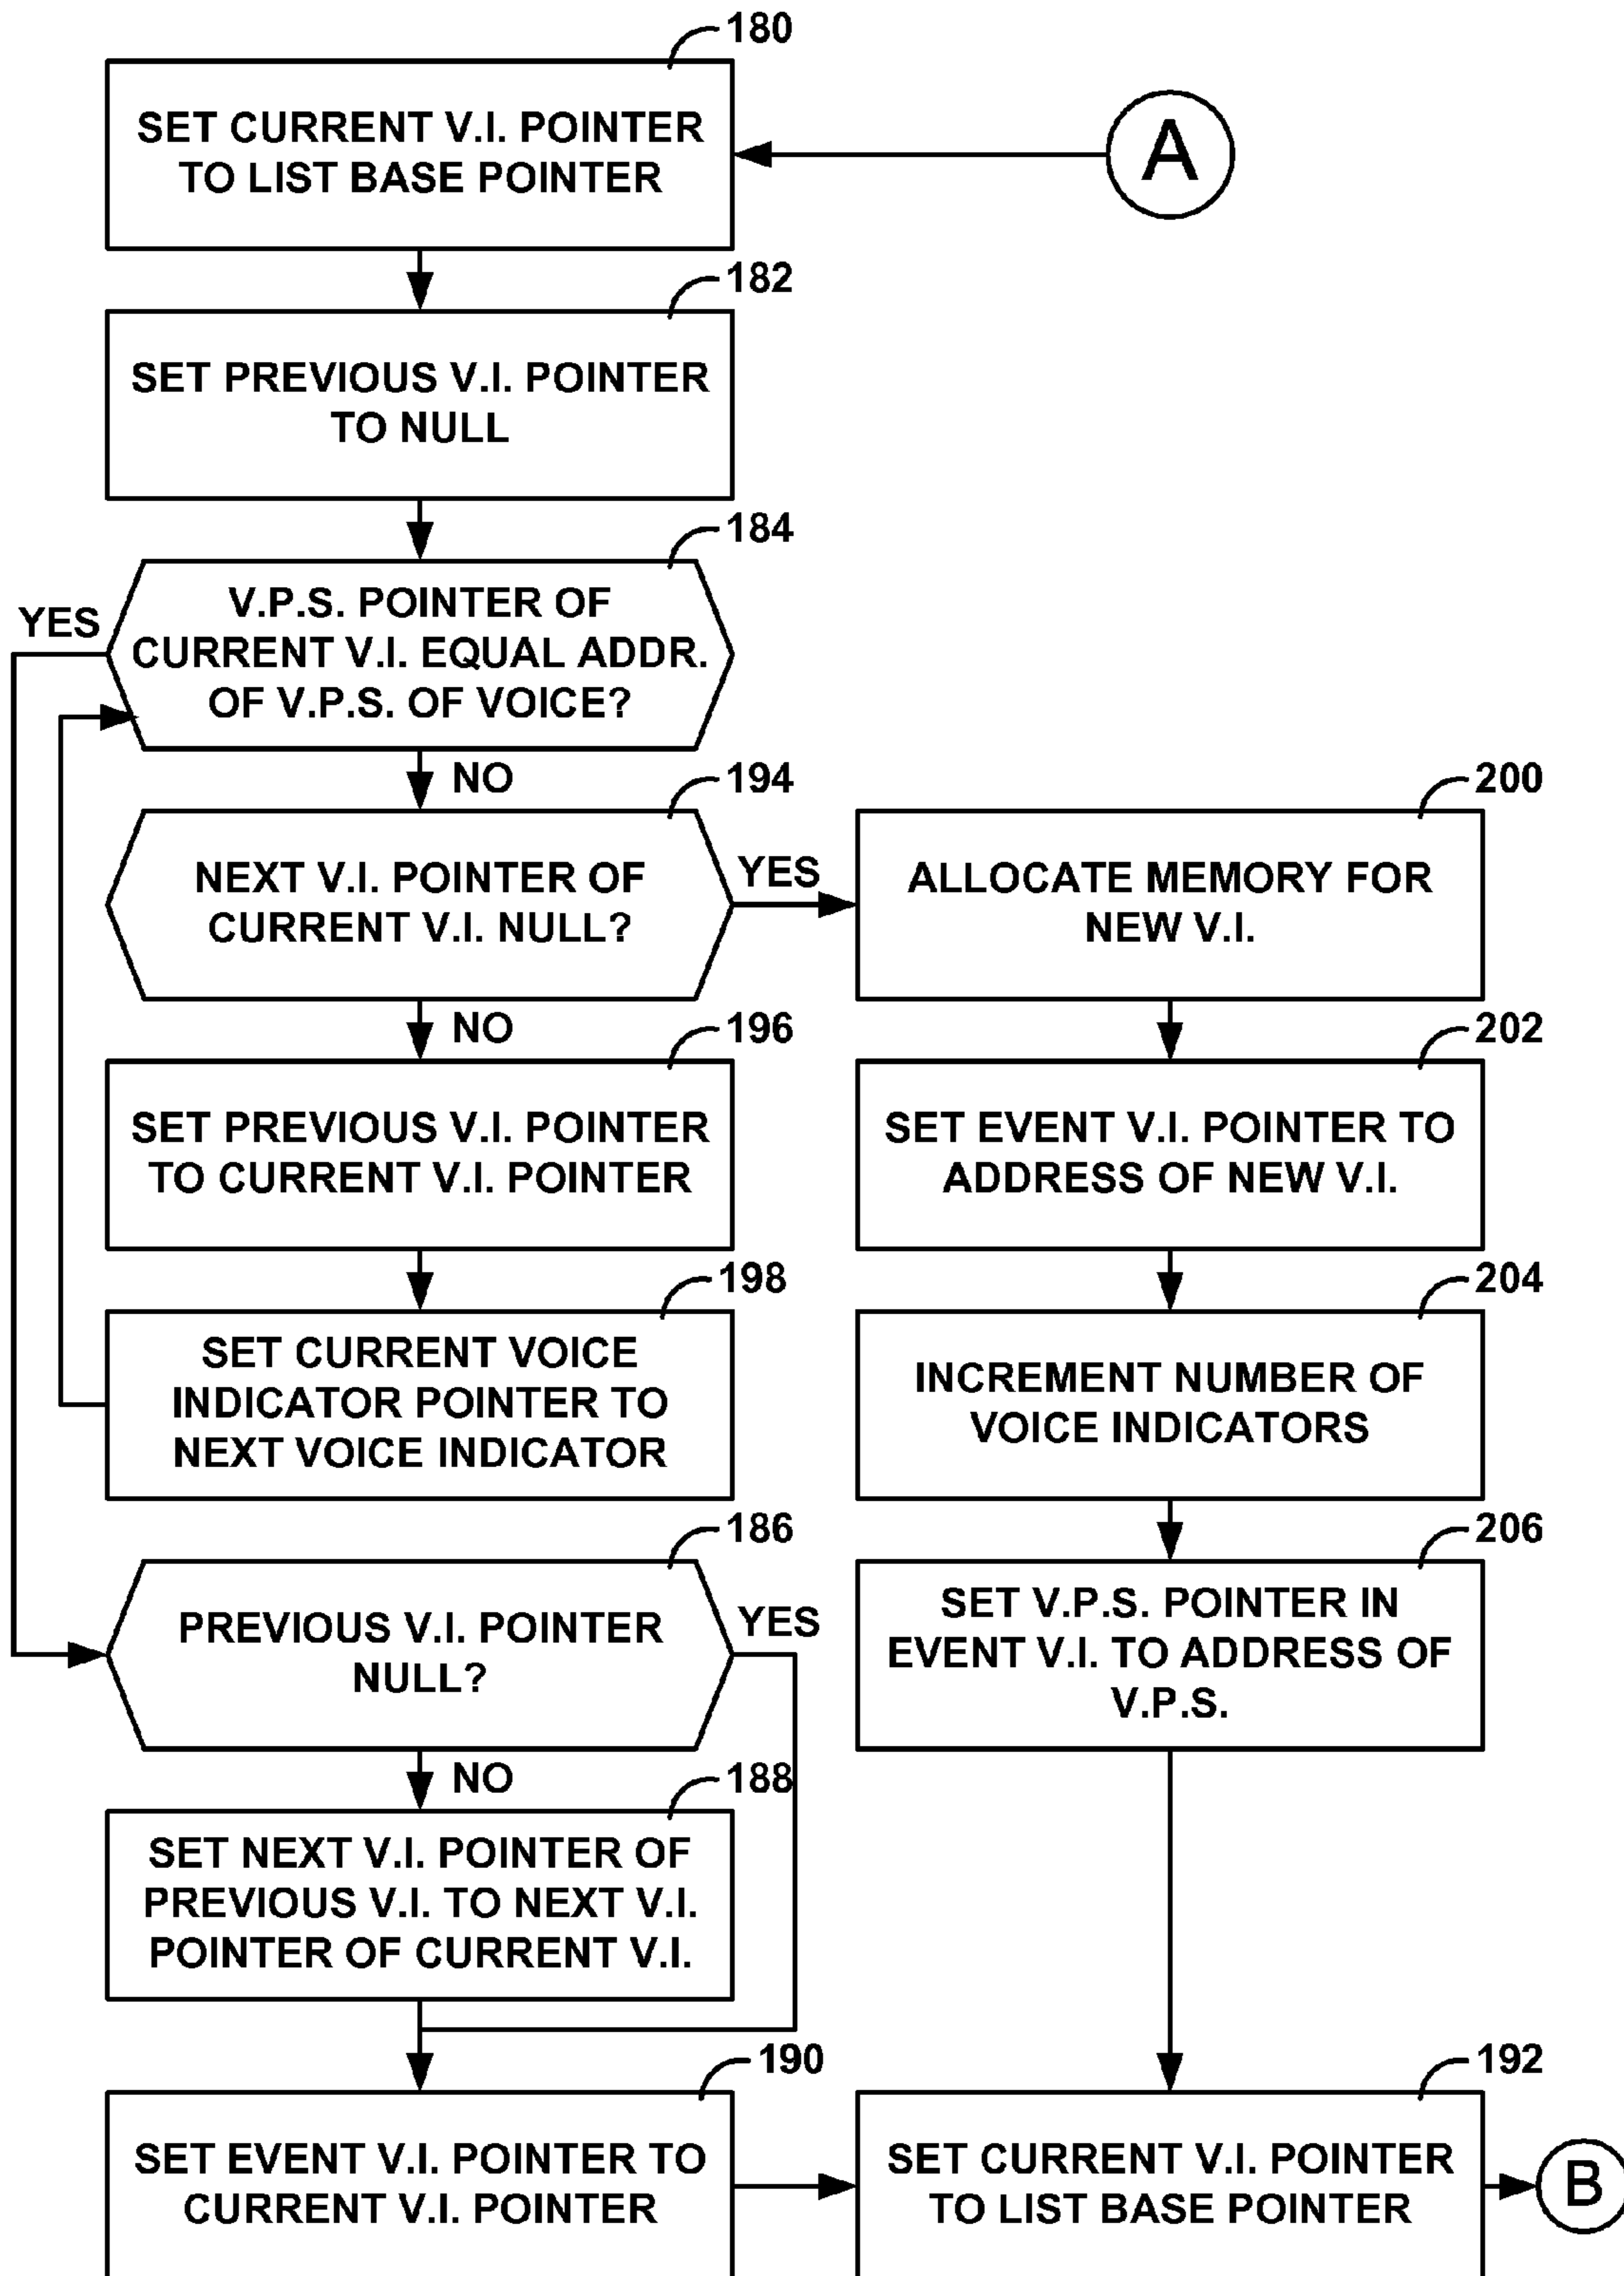 180
SET CURRENT V.I. POINTER
TO LIST BASE POINTER
A
182
SET PREVIOUS V.I. POINTER
TO NULL
184
V.P.S. POINTER OF
CURRENT V.I. EQUAL ADDR.
OF V.P.S. OF VOICE?
YES
NO
194
NEXT V.I. POINTER OF
CURRENT V.I. NULL?
YES
200
ALLOCATE MEMORY FOR
NEW V.I.
NO
196
SET PREVIOUS V.I. POINTER
TO CURRENT V.I. POINTER
202
SET EVENT V.I. POINTER TO
ADDRESS OF NEW V.I.
198
SET CURRENT VOICE
INDICATOR POINTER TO
NEXT VOICE INDICATOR
204
INCREMENT NUMBER OF
VOICE INDICATORS
186
PREVIOUS V.I. POINTER
NULL?
YES
206
SET V.P.S. POINTER IN
EVENT V.I. TO ADDRESS OF
V.P.S.
NO
188
SET NEXT V.I. POINTER OF
PREVIOUS V.I. TO NEXT V.I.
POINTER OF CURRENT V.I.
190
SET EVENT V.I. POINTER TO
CURRENT V.I. POINTER
192
SET CURRENT V.I. POINTER
TO LIST BASE POINTER
B